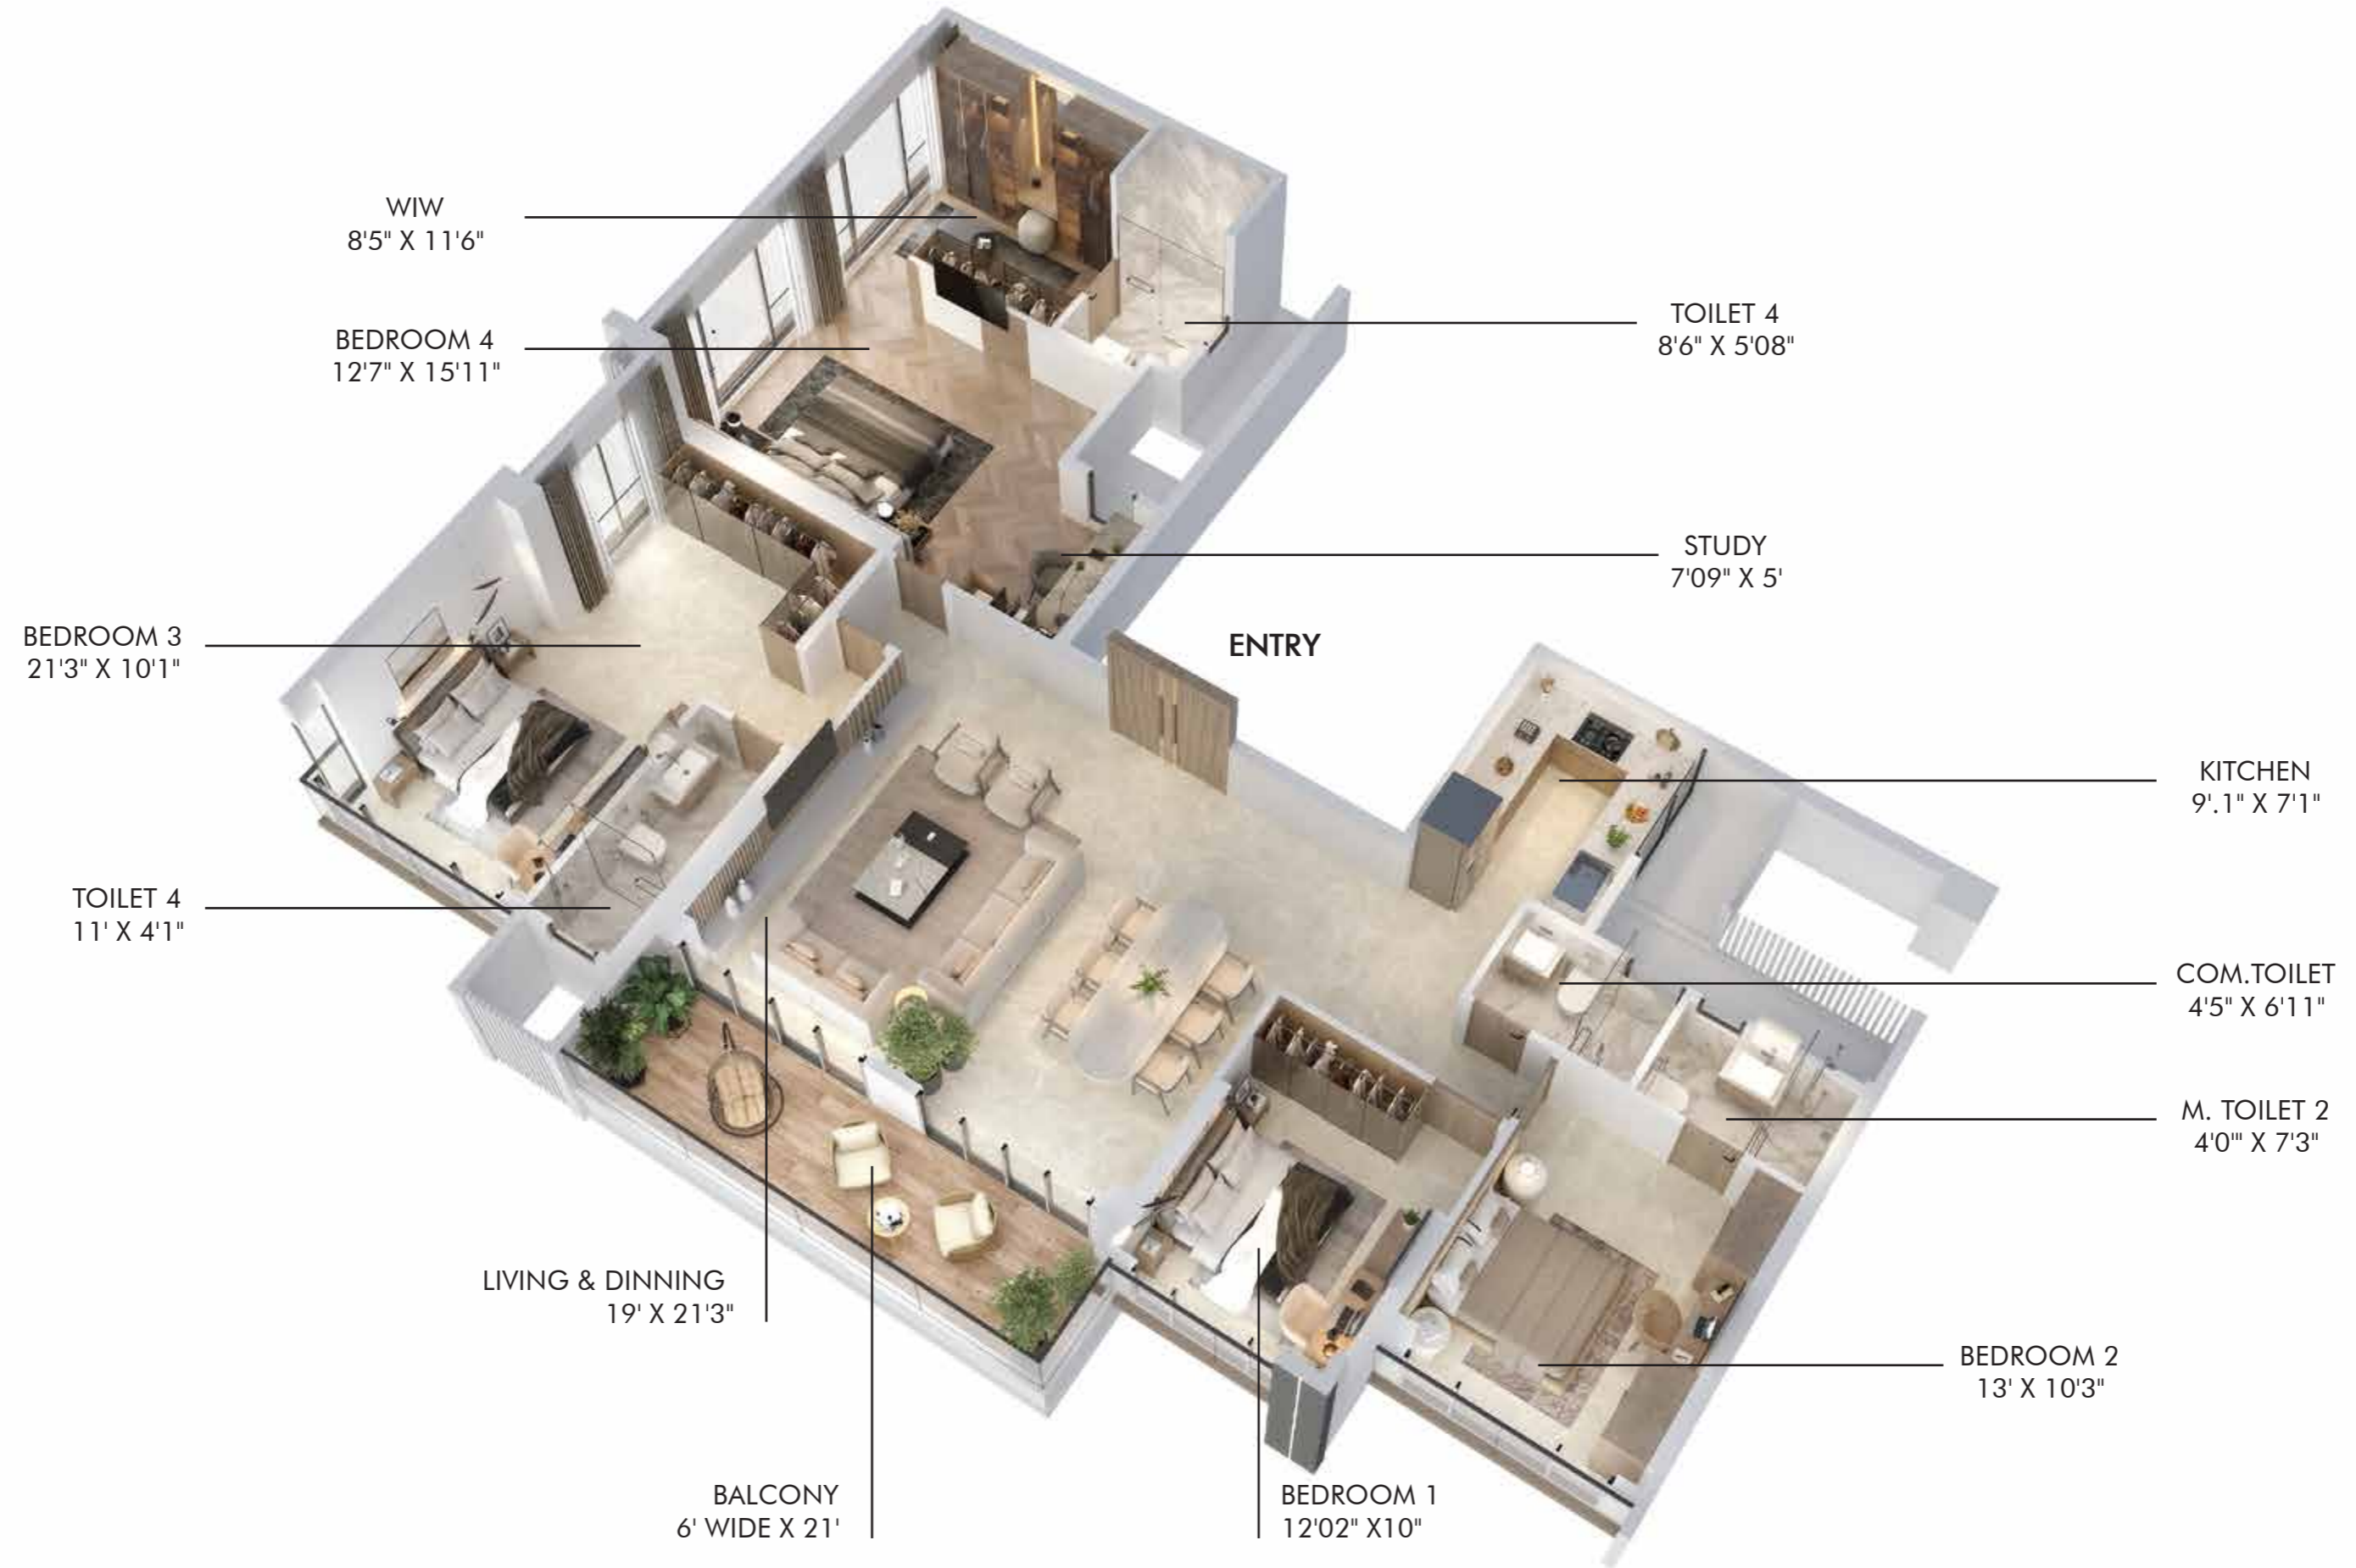 WIW
8'5" X 11'6"
BEDROOM 4
12'7" X 15'11"
TOILET 4
8'6" X 5'08"
STUDY
7'09" X 5'
ENTRY
BEDROOM 3
21'3" X 10'1"
KITCHEN
9'.1" X 7'1"
TOILET 4
11' X 4'1"
COM.TOILET
4'5" X 6'11"
M. TOILET 2
4'0'" X 7'3"
LIVING & DINNING
19' X 21'3"
BEDROOM 2
13' X 10'3"
BALCONY
6' WIDE X 21'
BEDROOM 1
12'02" X10"